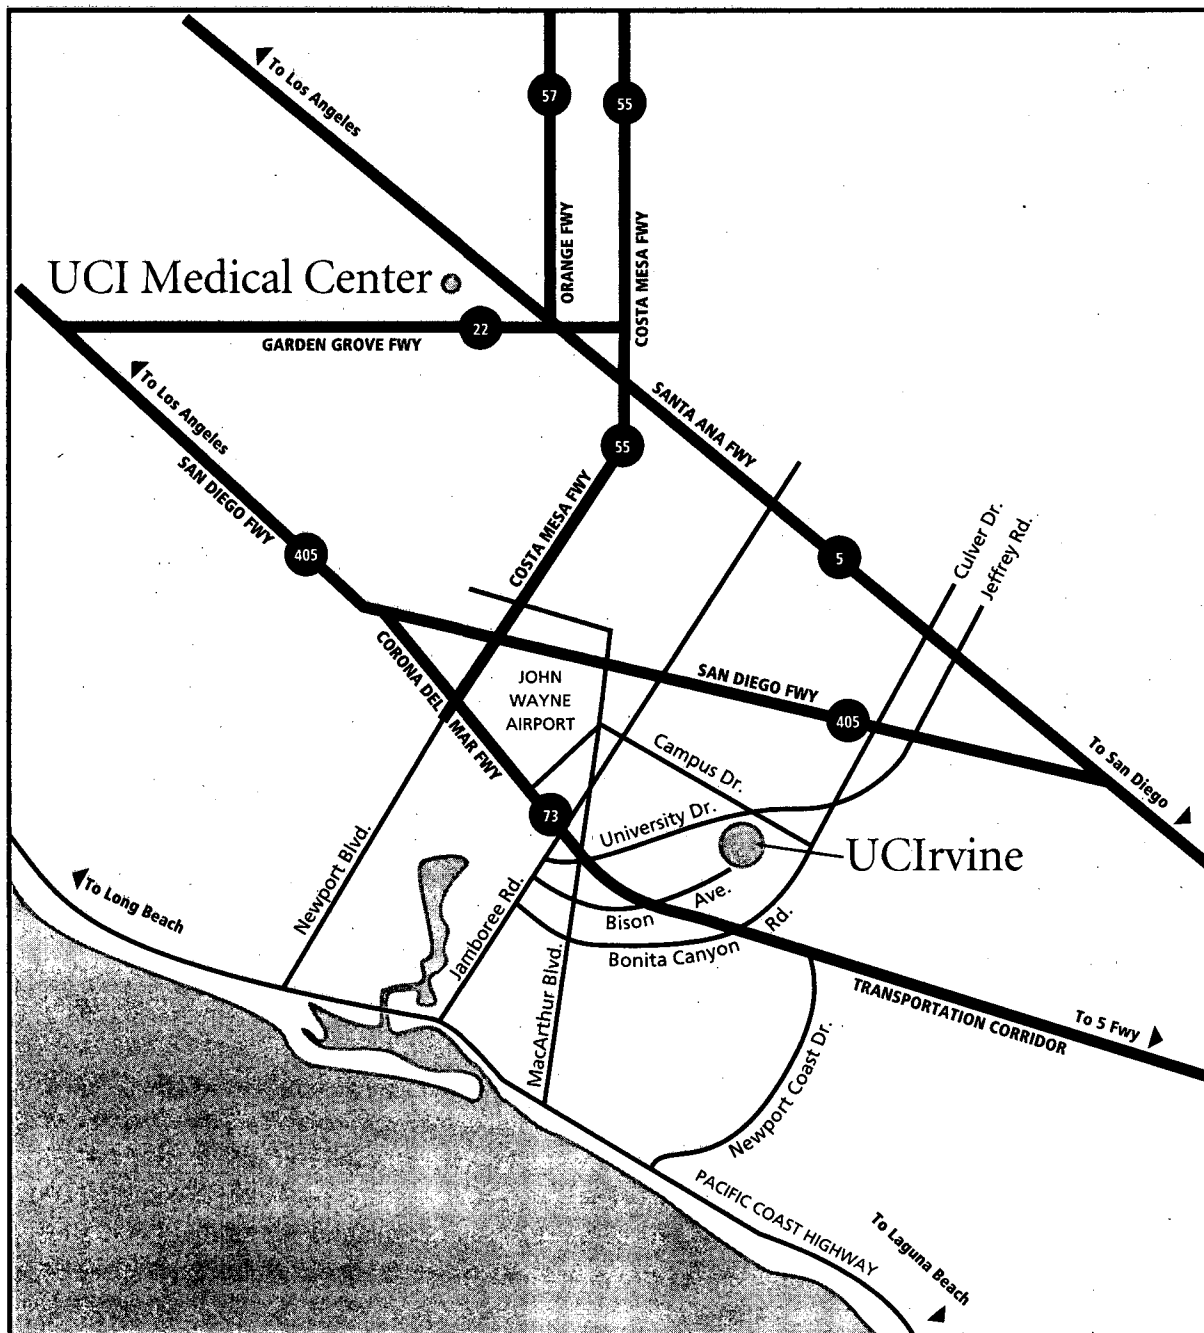 To Los Angeles
57
55
ORANGE FWY
COSTA MESA FWY
UCI Medical Center
22
GARDEN GROVE FWY
To Los Angeles
SANTA ANA FWY
55
SAN DIEGO FWY
COSTA MESA FWY
405
5
Culver Dr.
Jeffrey Rd.
CORONA DEL MAR FWY
JOHN
WAYNE
AIRPORT
SAN DIEGO FWY
405
Campus Dr.
To San Diego
73
University Dr.
UCIrvine
Newport Blvd.
To Long Beach
Jamboree Rd.
Bison Ave.
Bonita Canyon Rd.
MacArthur Blvd.
TRANSPORTATION CORRIDOR
To 5 Fwy
Newport Coast Dr.
PACIFIC COAST HIGHWAY
To Laguna Beach